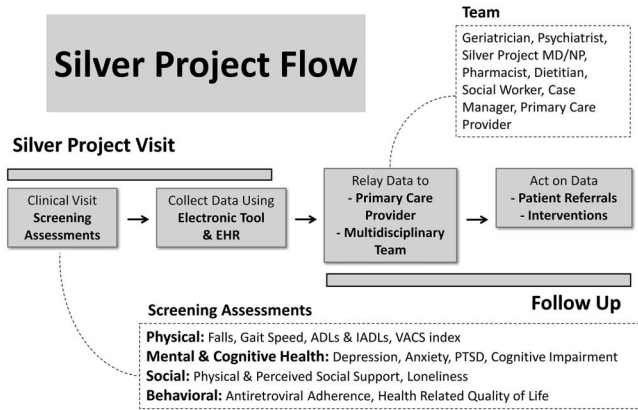 Silver Project Flow
Team
Geriatrician, Psychiatrist,
Silver Project MD/NP,
Pharmacist, Dietitian,
Social Worker, Case
Manager, Primary Care
Provider
Silver Project Visit
Clinical Visit
Screening
Assessments
Collect Data Using
Electronic Tool
& EHR
Relay Data to
- Primary Care
Provider
- Multidisciplinary
Team
Act on Data
- Patient Referrals
- Interventions
Follow Up
Screening Assessments
Physical: Falls, Gait Speed, ADLs & IADLs, VACS index
Mental & Cognitive Health: Depression, Anxiety, PTSD, Cognitive Impairment
Social: Physical & Perceived Social Support, Loneliness
Behavioral: Antiretroviral Adherence, Health Related Quality of Life